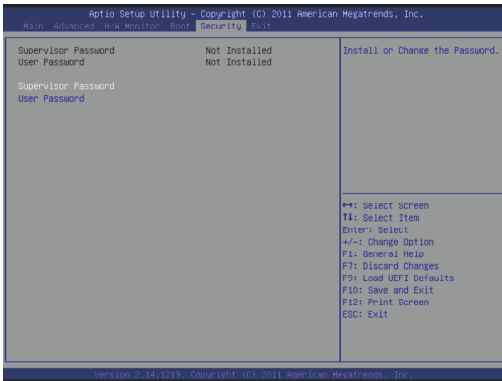 Aptio Setup Utility - Copyright (C) 2011 American Megatrends, Inc.
Main Advanced H/W Monitor Boot Security Exit
Supervisor Password Not Installed
User Password Not Installed
Supervisor Password
User Password
Install or Change the Password.
↔: Select Screen
↑↓: Select Item
Enter: Select
+/-: Change Option
F1: General Help
F7: Discard Changes
F9: Load UEFI Defaults
F10: Save and Exit
F12: Print Screen
ESC: Exit
Version 2.14.1219. Copyright (C) 2011 American Megatrends, Inc.